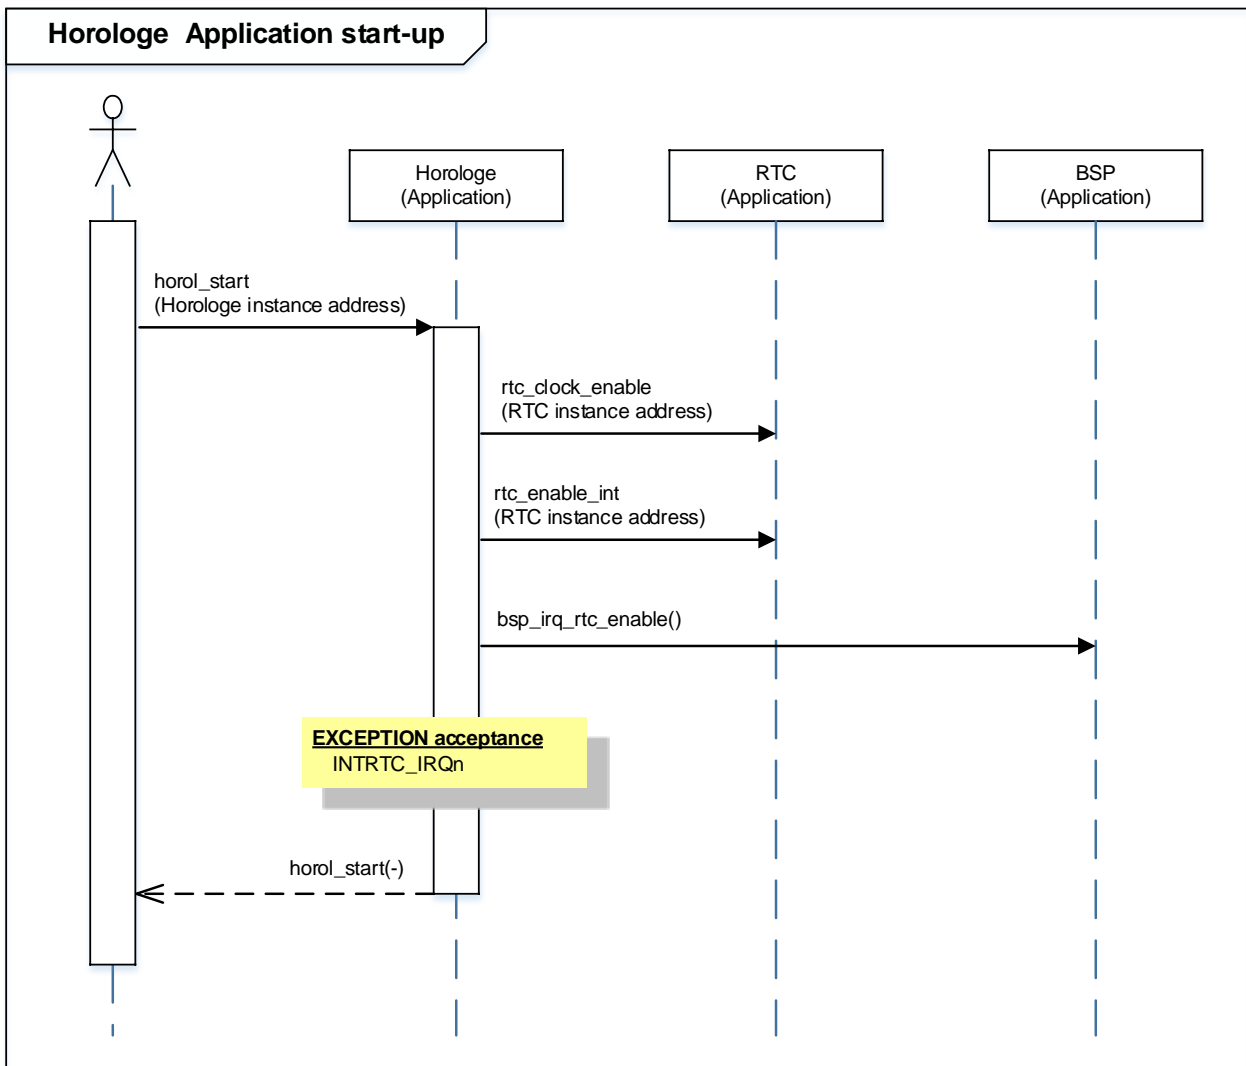 Horologe  Application start-up
Horologe
(Application)
RTC
(Application)
BSP
(Application)
horol_start
(Horologe instance address)
rtc_clock_enable
(RTC instance address)
rtc_enable_int
(RTC instance address)
bsp_irq_rtc_enable()
EXCEPTION acceptance
INTRTC_IRQn
horol_start(-)